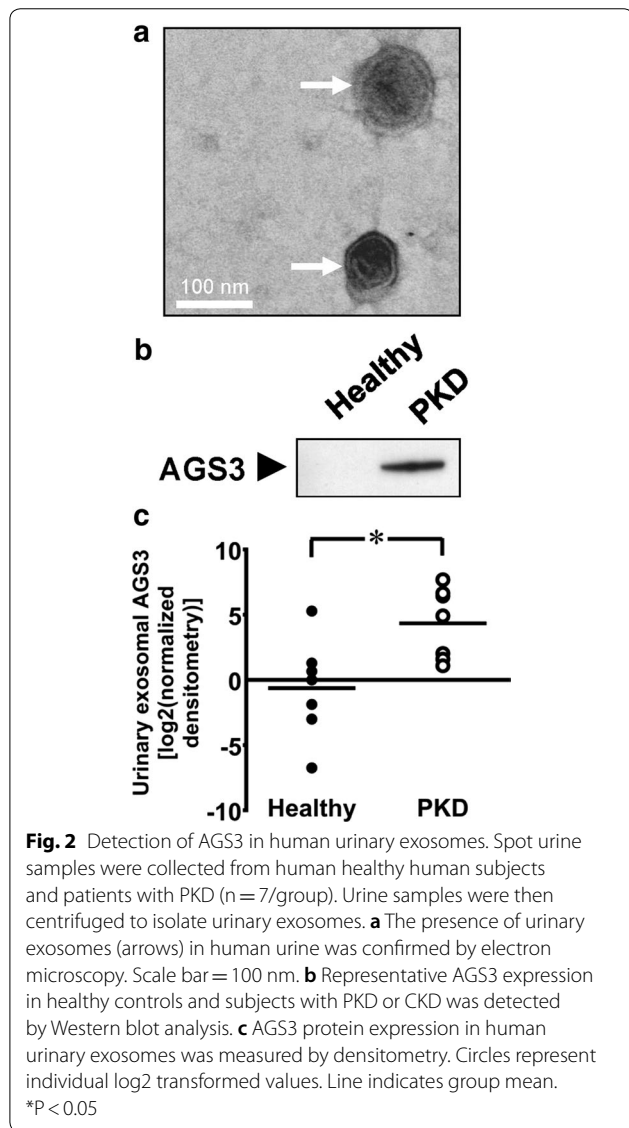 a
100 nm
b
Healthy
PKD
AGS3
c
*
Urinary exosomal AGS3
[log2(normalized
densitometry)]
10
5
0
-5
-10
Healthy
PKD
Fig. 2 Detection of AGS3 in human urinary exosomes. Spot urine
samples were collected from human healthy human subjects
and patients with PKD (n = 7/group). Urine samples were then
centrifuged to isolate urinary exosomes. a The presence of urinary
exosomes (arrows) in human urine was confirmed by electron
microscopy. Scale bar = 100 nm. b Representative AGS3 expression
in healthy controls and subjects with PKD or CKD was detected
by Western blot analysis. c AGS3 protein expression in human
urinary exosomes was measured by densitometry. Circles represent
individual log2 transformed values. Line indicates group mean.
*P < 0.05